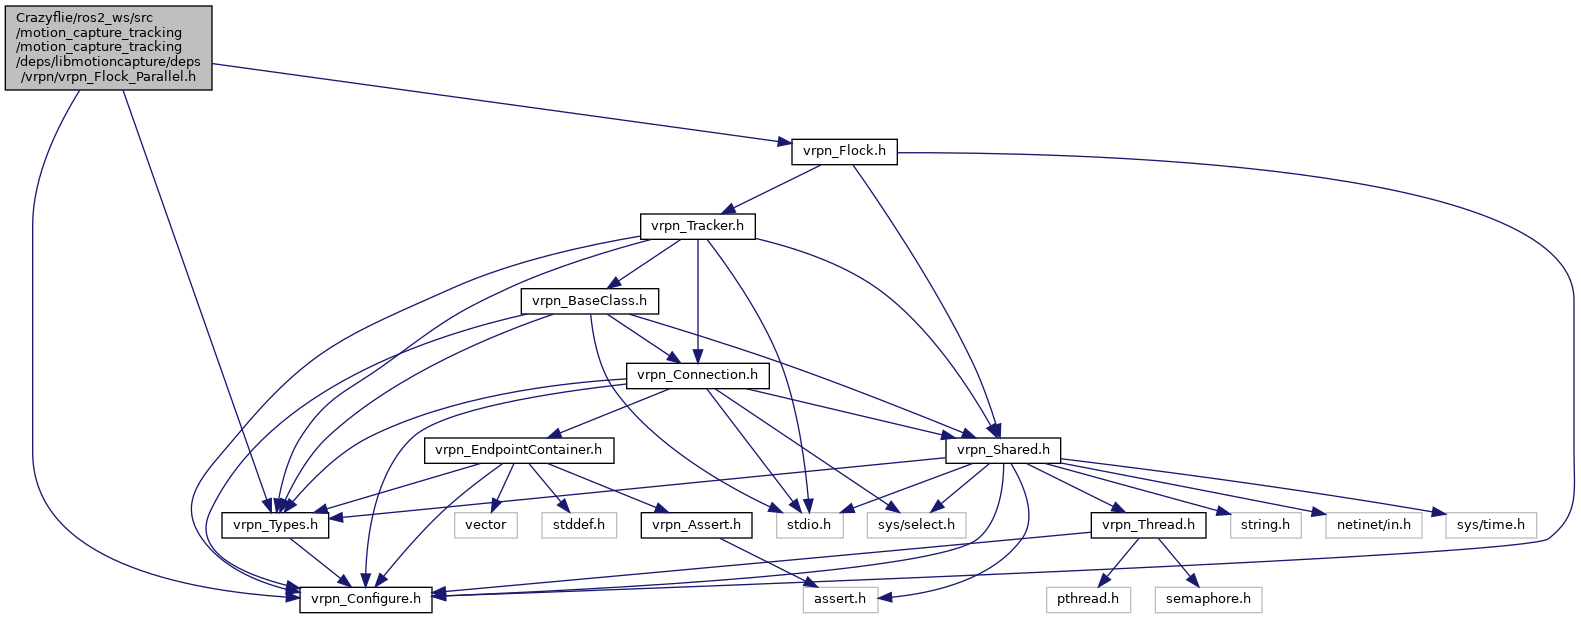 Crazyflie/ros2_ws/src
/motion_capture_tracking
/motion_capture_tracking
/deps/libmotioncapture/deps
/vrpn/vrpn_Flock_Parallel.h
vrpn_Flock.h
vrpn_Tracker.h
vrpn_BaseClass.h
vrpn_Connection.h
vrpn_EndpointContainer.h
vrpn_Shared.h
vrpn_Types.h
vector
stddef.h
vrpn_Assert.h
stdio.h
sys/select.h
vrpn_Thread.h
string.h
netinet/in.h
sys/time.h
vrpn_Configure.h
assert.h
pthread.h
semaphore.h